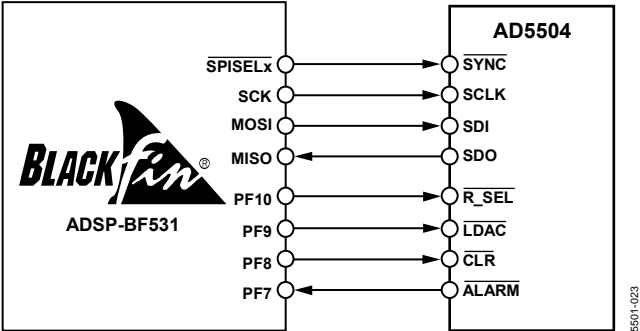 AD5504
SPISELx
SYNC
SCK
SCLK
MOSI
SDI
MISO
SDO
BLACKfin®
PF10
R_SEL
ADSP-BF531
PF9
LDAC
PF8
CLR
PF7
ALARM
5501-023